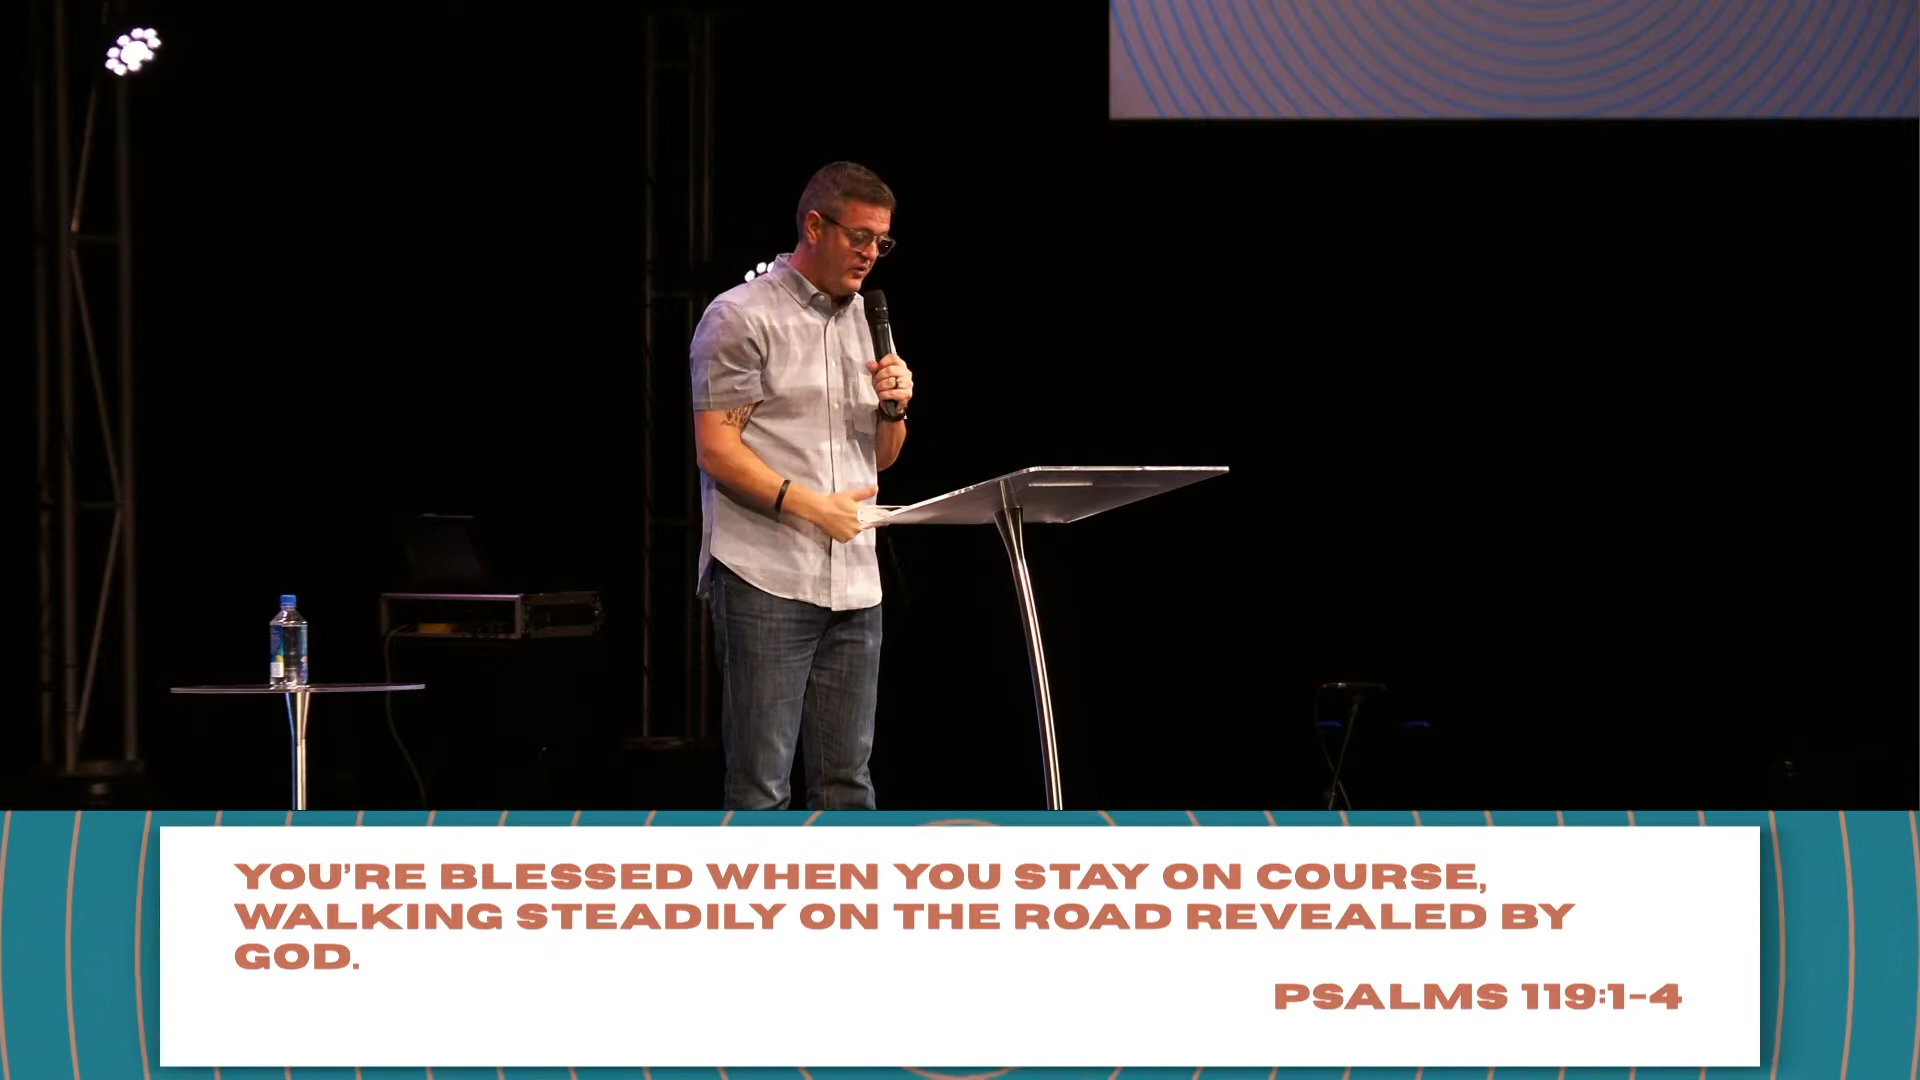 YOU'RE BLESSED WHEN YOU STAY ON COURSE,
WALKING STEADILY ON THE ROAD REVEALED BY
GOD.
PSALMS 119:1-4